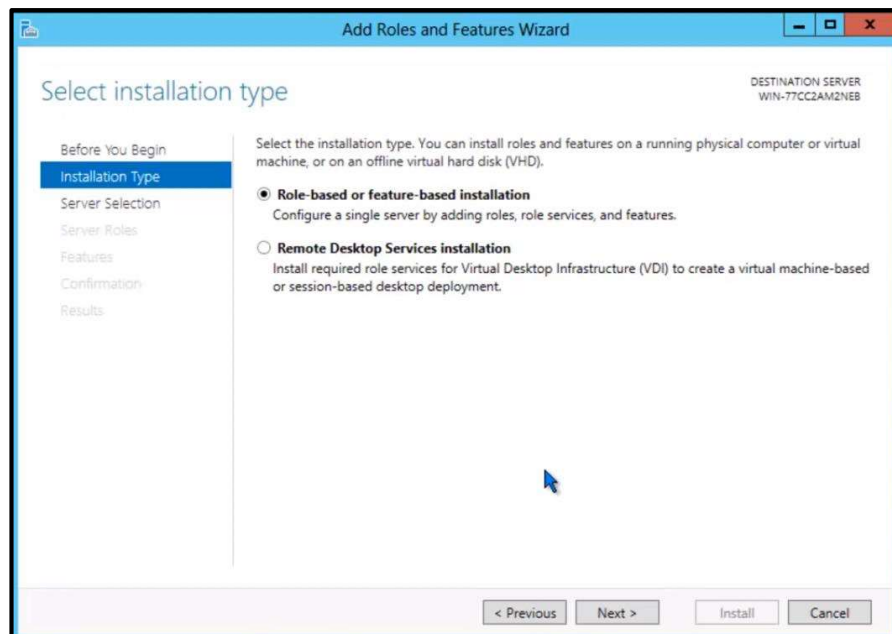 Add Roles and Features Wizard
Select installation type
DESTINATION SERVER
WIN-77CC2AM2NEB
Before You Begin
Installation Type
Server Selection
Server Roles
Features
Confirmation
Results
Select the installation type. You can install roles and features on a running physical computer or virtual
machine, or on an offline virtual hard disk (VHD).
Role-based or feature-based installation
Configure a single server by adding roles, role services, and features.
Remote Desktop Services installation
Install required role services for Virtual Desktop Infrastructure (VDI) to create a virtual machine-based
or session-based desktop deployment.
< Previous
Next >
Install
Cancel